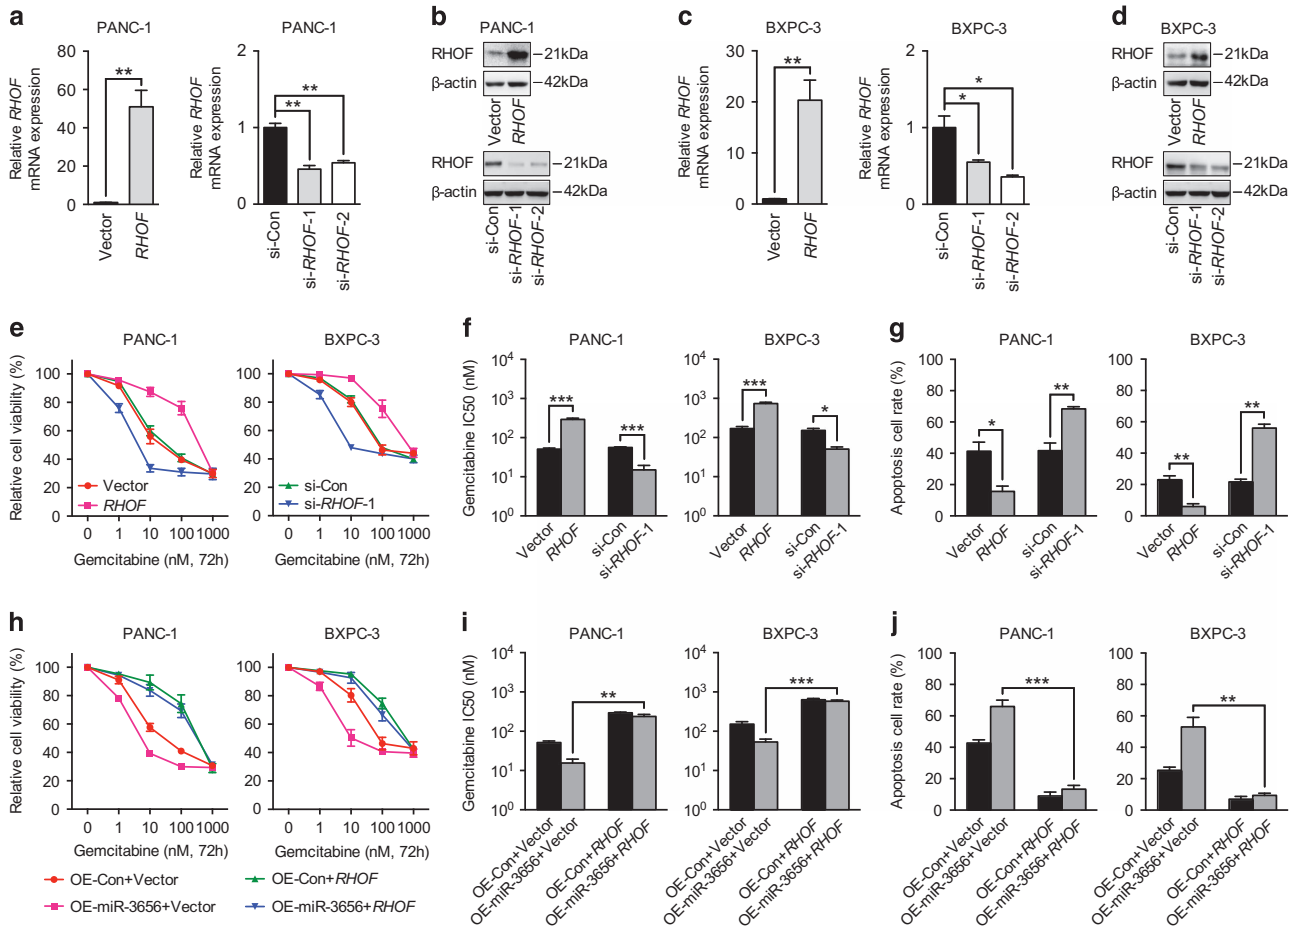 a
PANC-1
PANC-1
Relative RHOF
mRNA expression
80
60
40
20
0
**
Vector
RHOF
Relative RHOF
mRNA expression
2
1
0
**
**
si-Con
si-RHOF-1
si-RHOF-2
b
PANC-1
RHOF
–21kDa
β-actin
–42kDa
Vector
RHOF
RHOF
–21kDa
β-actin
–42kDa
si-Con
si-RHOF-1
si-RHOF-2
c
BXPC-3
BXPC-3
Relative RHOF
mRNA expression
30
20
10
0
**
Vector
RHOF
Relative RHOF
mRNA expression
2
1
0
*
*
si-Con
si-RHOF-1
si-RHOF-2
d
BXPC-3
RHOF
–21kDa
β-actin
–42kDa
Vector
RHOF
RHOF
–21kDa
β-actin
–42kDa
si-Con
si-RHOF-1
si-RHOF-2
e
PANC-1
BXPC-3
Relative cell viability (%)
100
80
60
40
20
0
Vector
RHOF
0 1 10 100 1000
Gemcitabine (nM, 72h)
100
80
60
40
20
0
si-Con
si-RHOF-1
0 1 10 100 1000
Gemcitabine (nM, 72h)
f
PANC-1
BXPC-3
Gemcitabine IC50 (nM)
10⁴
10³
10²
10¹
10⁰
***
***
Vector
RHOF
si-Con
si-RHOF-1
10⁴
10³
10²
10¹
10⁰
***
*
Vector
RHOF
si-Con
si-RHOF-1
g
PANC-1
BXPC-3
Apoptosis cell rate (%)
100
80
60
40
20
0
*
**
Vector
RHOF
si-Con
si-RHOF-1
100
80
60
40
20
0
**
**
Vector
RHOF
si-Con
si-RHOF-1
h
PANC-1
BXPC-3
Relative cell viability (%)
100
80
60
40
20
0
0 1 10 100 1000
Gemcitabine (nM, 72h)
100
80
60
40
20
0
0 1 10 100 1000
Gemcitabine (nM, 72h)
OE-Con+Vector
OE-Con+RHOF
OE-miR-3656+Vector
OE-miR-3656+RHOF
i
PANC-1
BXPC-3
Gemcitabine IC50 (nM)
10⁴
10³
10²
10¹
10⁰
**
OE-Con+Vector
OE-miR-3656+Vector
OE-Con+RHOF
OE-miR-3656+RHOF
10⁴
10³
10²
10¹
10⁰
***
OE-Con+Vector
OE-miR-3656+Vector
OE-Con+RHOF
OE-miR-3656+RHOF
j
PANC-1
BXPC-3
Apoptosis cell rate (%)
100
80
60
40
20
0
***
OE-Con+Vector
OE-miR-3656+Vector
OE-Con+RHOF
OE-miR-3656+RHOF
100
80
60
40
20
0
**
OE-Con+Vector
OE-miR-3656+Vector
OE-Con+RHOF
OE-miR-3656+RHOF